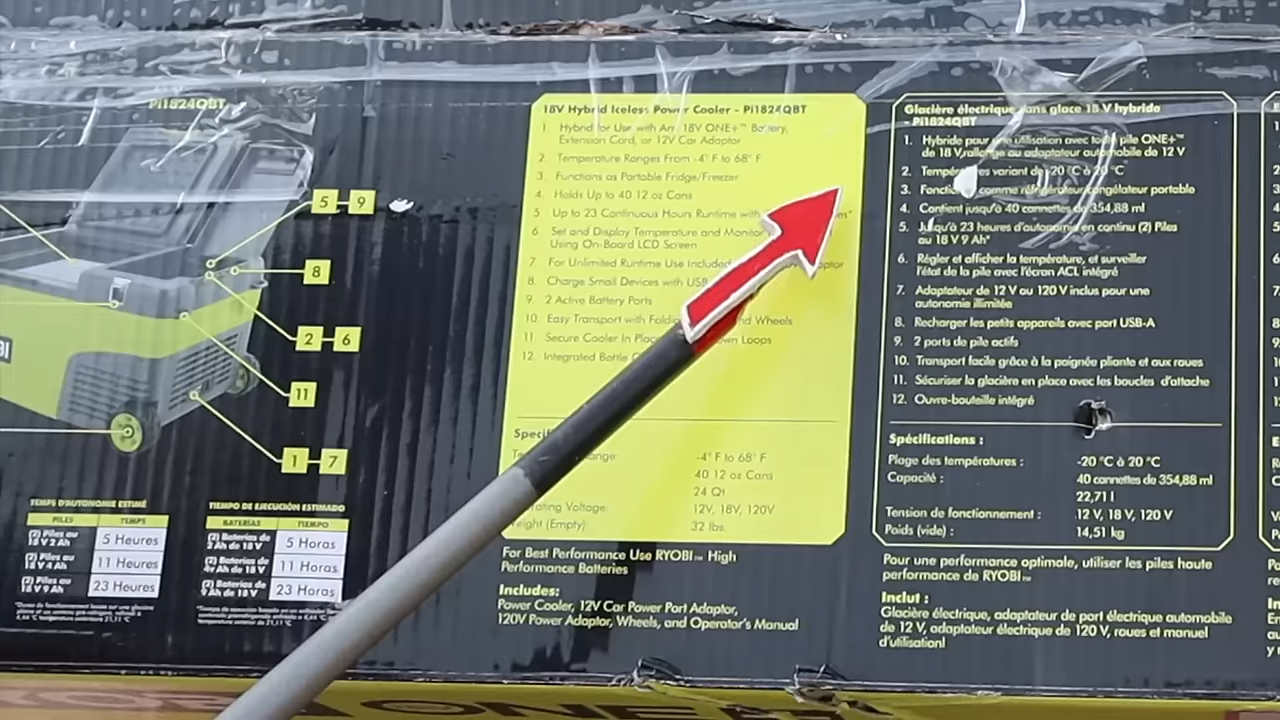 Pi1824QBT
5 9
8
2 6
11
1 7
TEMPS D'AUTONOMIE ESTIMÉ
PILES TEMPS
(2) Piles au
18 V 2 Ah
5 Heures
(2) Piles au
18 V 4 Ah
11 Heures
(2) Piles au
18 V 9 Ah
23 Heures
TIEMPO DE EJECUCIÓN ESTIMADO
BATERÍAS TIEMPO
(2) Baterías de
2 Ah de 18 V
5 Horas
(2) Baterías de
4 Ah de 18 V
11 Horas
(2) Baterías de
9 Ah de 18 V
23 Horas
18V Hybrid Iceless Power Cooler - Pi1824QBT
1. Hybrid for Use with Any 18V ONE+™ Battery,
Extension Cord, or 12V Car Adaptor
2. Temperature Ranges From -4° F to 68° F
3. Functions as Portable Fridge/Freezer
4. Holds Up to 40 12 oz Cans
5. Up to 23 Continuous Hours Runtime with
6. Set and Display Temperature and Monitor
Using On-Board LCD Screen
7. For Unlimited Runtime Use Included
8. Charge Small Devices with USB
9. 2 Active Battery Ports
10. Easy Transport with and Wheels
11. Secure Cooler In Loops
12. Integrated Bottle
-4° F to 68° F
40 12 oz Cans
24 Qt
Voltage: 12V, 18V, 120V
(Empty): 32 lbs.
For Best Performance Use RYOBI™ High
Performance Batteries
Includes:
Power Cooler, 12V Car Power Port Adaptor,
120V Power Adaptor, Wheels, and Operator's Manual
Glacière électrique sans glace 18 V hybride
- Pi1824QBT
1. Hybride pour une utilisation avec toute pile ONE+™
de 18 V,rallonge ou adaptateur automobile de 12 V
2. Températures variant de -20 °C à 20 °C
3. Fonctionne comme réfrigérateur/congélateur portable
4. Contient jusqu'à 40 cannettes de 354,88 ml
5. Jusqu'à 23 heures d'autonomie en continu (2) Piles
au 18 V 9 Ah*
6. Régler et afficher la température, et surveiller
l'état de la pile avec l'écran ACL intégré
7. Adaptateur de 12 V ou 120 V inclus pour une
autonomie illimitée
8. Recharger les petits appareils avec port USB-A
9. 2 ports de pile actifs
10. Transport facile grâce à la poignée pliante et aux roues
11. Sécuriser la glacière en place avec les boucles d'attache
12. Ouvre-bouteille intégré
Spécifications :
Plage des températures : -20 °C à 20 °C
Capacité : 40 cannettes de 354,88 ml
22,71 l
Tension de fonctionnement : 12 V, 18 V, 120 V
Poids (vide) : 14,51 kg
Pour une performance optimale, utiliser les piles haute
performance de RYOBI™
Inclut :
Glacière électrique, adaptateur de port électrique automobile
de 12 V, adaptateur électrique de 120 V, roues et manuel
d'utilisationl